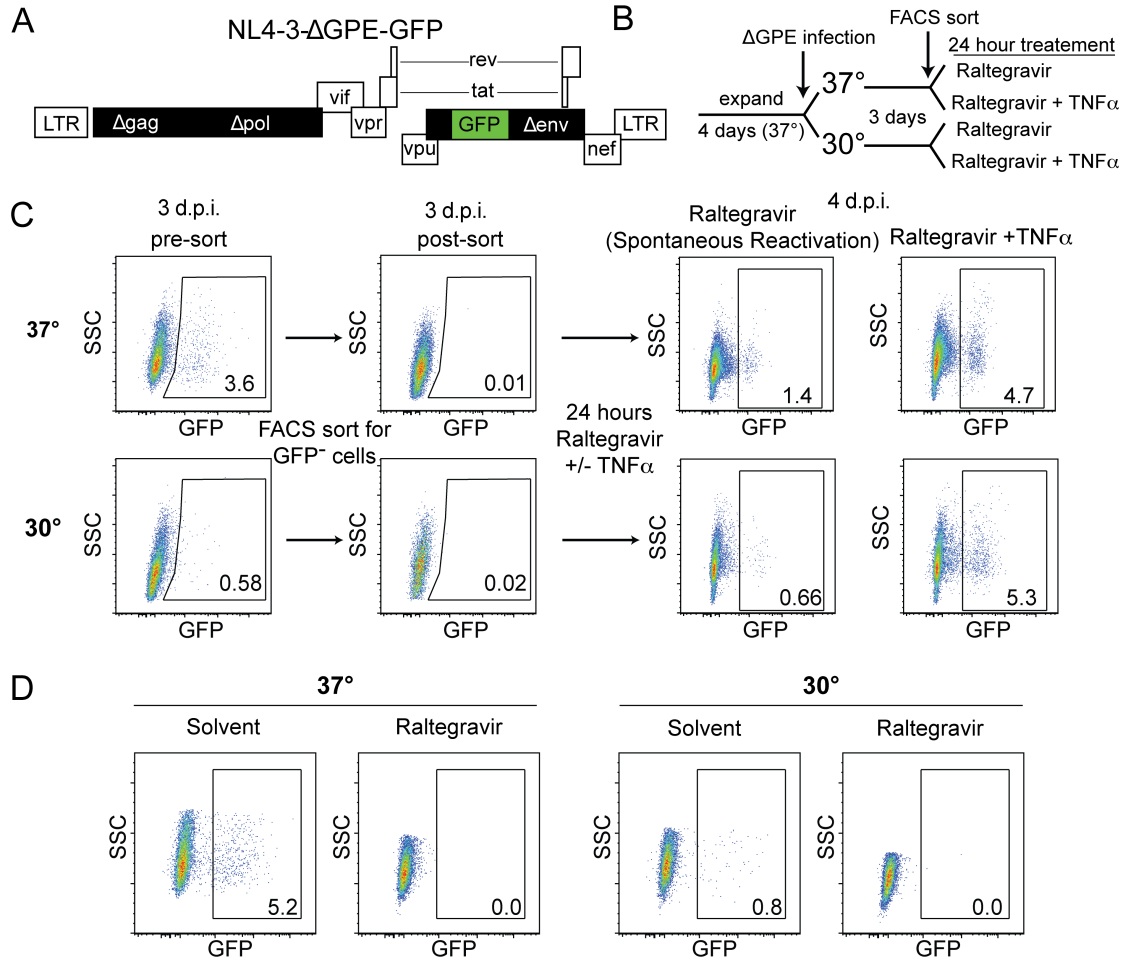 A
NL4-3-ΔGPE-GFP
rev
tat
vif
LTR
Δgag
Δpol
vpr
vpu
GFP
Δenv
nef
LTR
B
FACS sort
ΔGPE infection
24 hour treatement
37°
Raltegravir
expand
Raltegravir + TNFα
4 days (37°)
3 days
30°
Raltegravir
Raltegravir + TNFα
C
3 d.p.i.
pre-sort
3 d.p.i.
post-sort
4 d.p.i.
Raltegravir
(Spontaneous Reactivation)
Raltegravir +TNFα
37°
SSC
3.6
GFP
SSC
0.01
GFP
SSC
1.4
GFP
SSC
4.7
GFP
FACS sort for
GFP⁻ cells
24 hours
Raltegravir
+/- TNFα
30°
SSC
0.58
GFP
SSC
0.02
GFP
SSC
0.66
GFP
SSC
5.3
GFP
D
37°
30°
Solvent
Raltegravir
Solvent
Raltegravir
SSC
5.2
GFP
SSC
0.0
GFP
SSC
0.8
GFP
SSC
0.0
GFP